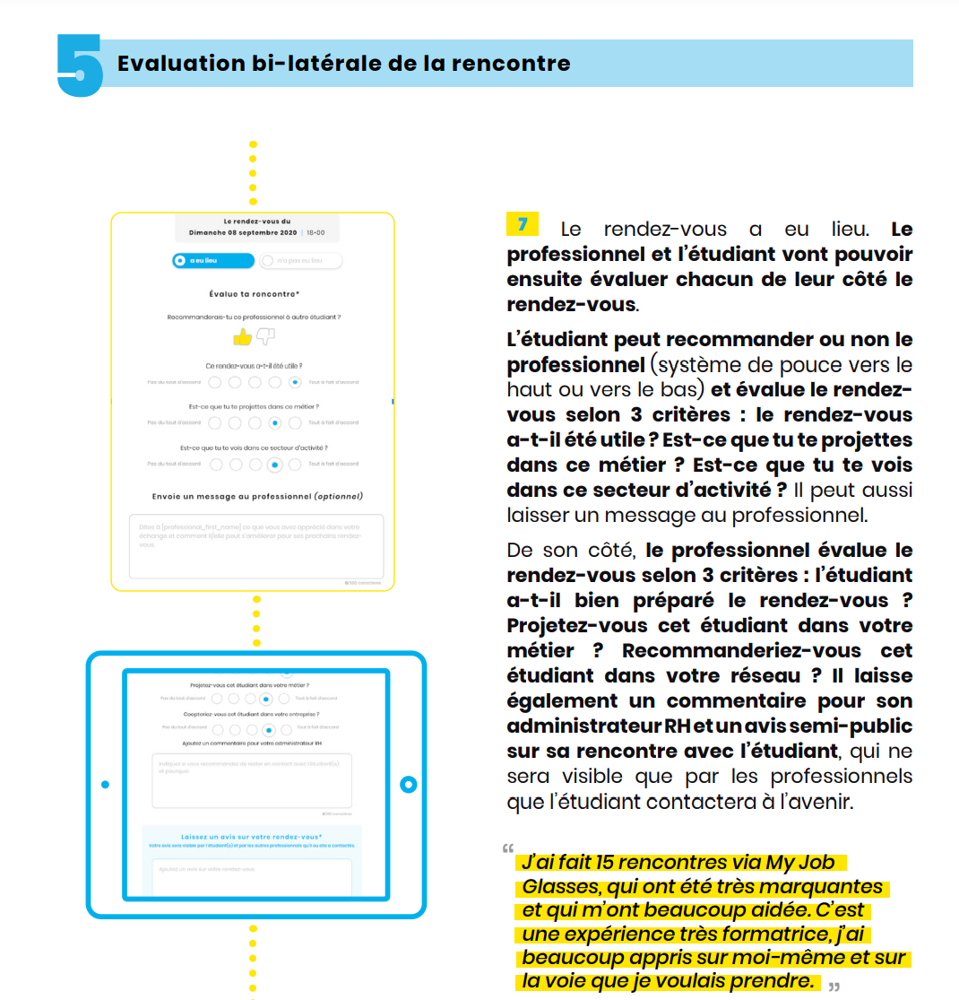 5
Evaluation bi-latérale de la rencontre
Le rendez-vous du
Dimanche 08 septembre 2020 | 18•00
a eu lieu
n'a pas eu lieu
Évalue ta rencontre*
Recommanderais-tu ce professionnel à autre étudiant ?
Ce rendez-vous a-t-il été utile ?
Pas du tout d'accord
Tout à fait d'accord
Est-ce que tu te projettes dans ce métier ?
Pas du tout d'accord
Tout à fait d'accord
Est-ce que tu te vois dans ce secteur d'activité ?
Pas du tout d'accord
Tout à fait d'accord
Envoie un message au professionnel (optionnel)
Dites à [professional_first_name] ce que vous avez apprécié dans votre
échange et comment il/elle peut s'améliorer pour ses prochains rendez-
vous.
caractères
Projetez-vous cet étudiant dans votre métier ?
Pas du tout d'accord
Tout à fait d'accord
Coopteriez-vous cet étudiant dans votre entreprise ?
Pas du tout d'accord
Tout à fait d'accord
Ajoutez un commentaire pour votre administrateur RH
Indiquez si vous recommandez de rester en contact avec l'étudiant(e)
et pourquoi.
caractères
Laissez un avis sur votre rendez-vous*
Votre avis sera visible par l'étudiant(e) et par les autres professionnels qu'il ou elle a contactés.
Ajoutez un avis sur votre rendez-vous
7 Le rendez-vous a eu lieu. Le
professionnel et l'étudiant vont pouvoir
ensuite évaluer chacun de leur côté le
rendez-vous.
L'étudiant peut recommander ou non le
professionnel (système de pouce vers le
haut ou vers le bas) et évalue le rendez-
vous selon 3 critères : le rendez-vous
a-t-il été utile ? Est-ce que tu te projettes
dans ce métier ? Est-ce que tu te vois
dans ce secteur d'activité ? Il peut aussi
laisser un message au professionnel.
De son côté, le professionnel évalue le
rendez-vous selon 3 critères : l'étudiant
a-t-il bien préparé le rendez-vous ?
Projetez-vous cet étudiant dans votre
métier ? Recommanderiez-vous cet
étudiant dans votre réseau ? Il laisse
également un commentaire pour son
administrateur RH et un avis semi-public
sur sa rencontre avec l'étudiant, qui ne
sera visible que par les professionnels
que l'étudiant contactera à l'avenir.
“ J'ai fait 15 rencontres via My Job
Glasses, qui ont été très marquantes
et qui m'ont beaucoup aidée. C'est
une expérience très formatrice, j'ai
beaucoup appris sur moi-même et sur
la voie que je voulais prendre. ”